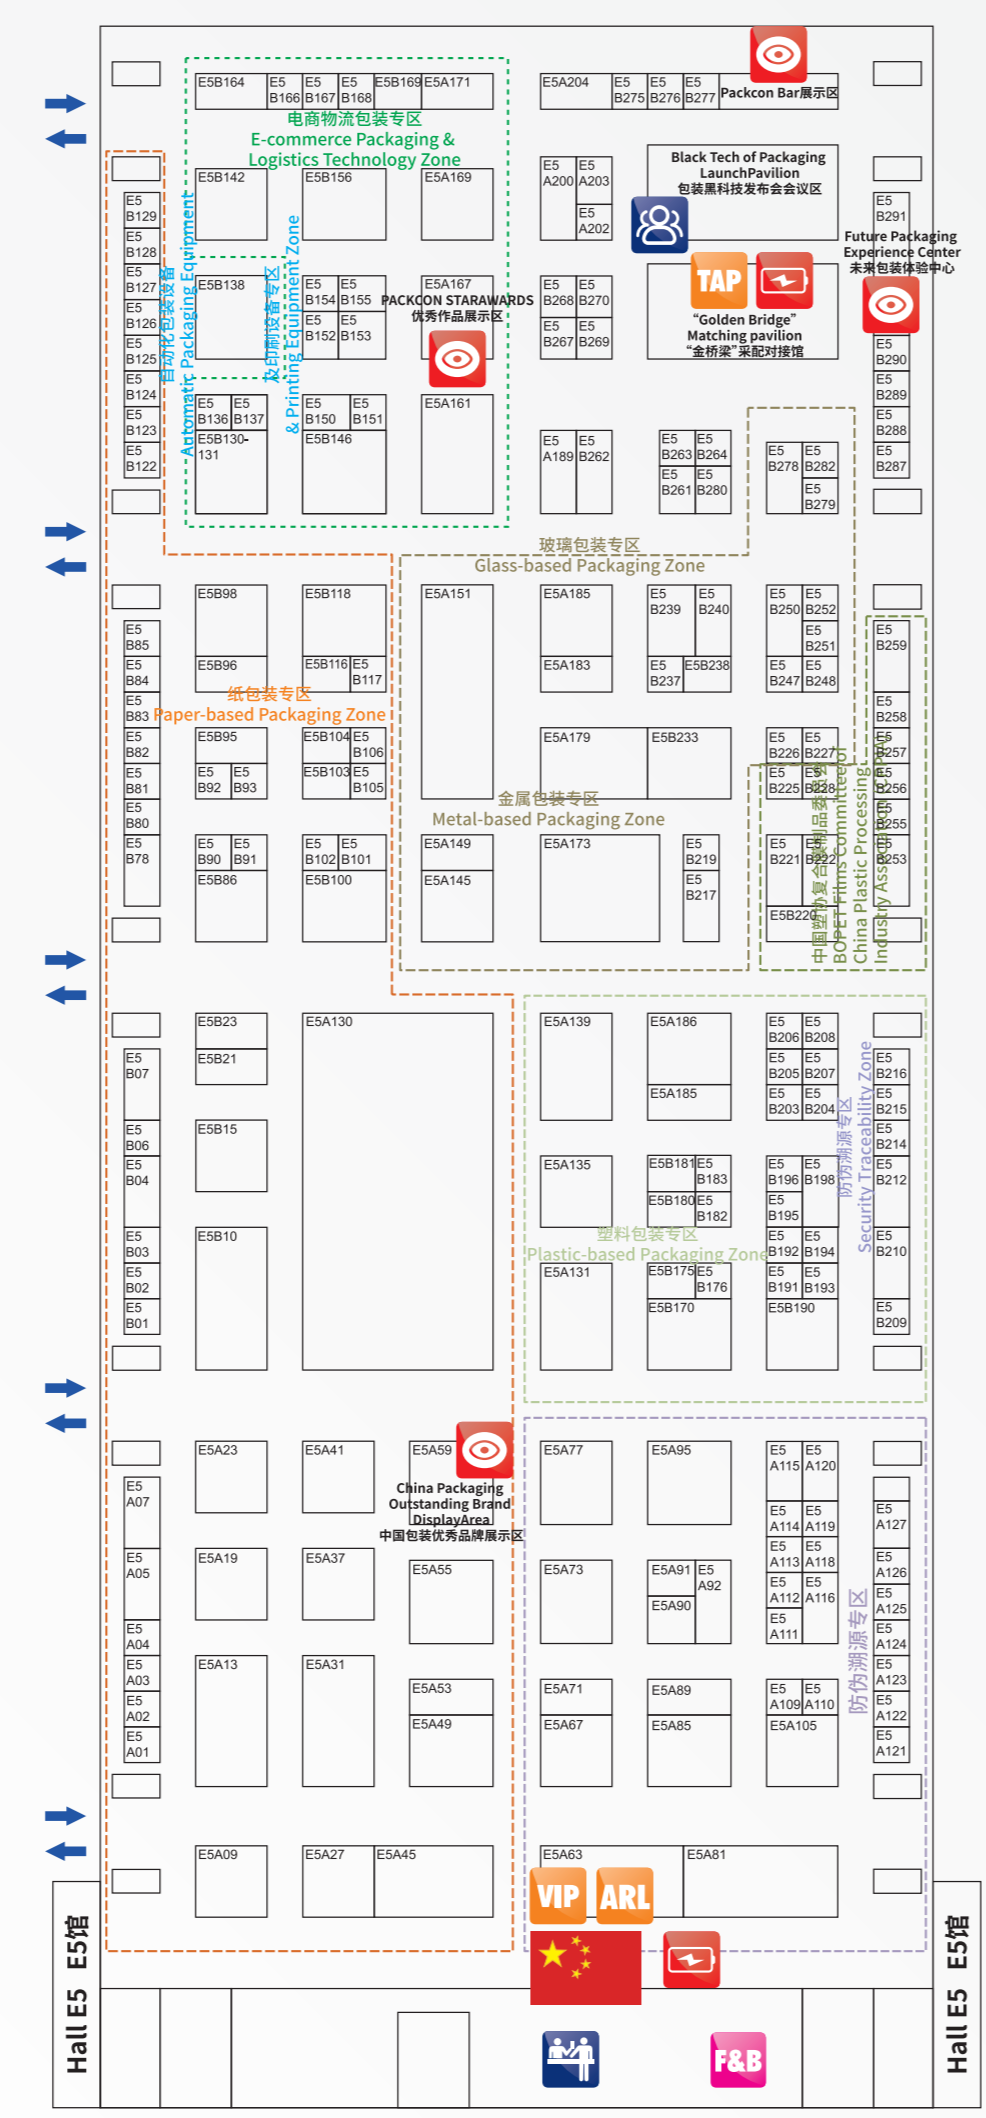 E5B164
E5
B166
E5
B167
E5
B168
E5B169
E5A171
E5A204
E5
B275
E5
B276
E5
B277
Packcon Bar展示区
电商物流包装专区
E-commerce Packaging &
Logistics Technology Zone
E5B142
E5B156
E5A169
E5
A200
E5
A203
E5
A202
Black Tech of Packaging
LaunchPavilion
包装黑科技发布会会议区
E5
B291
Future Packaging
Experience Center
未来包装体验中心
E5
B129
E5
B128
E5
B127
E5
B126
E5
B125
E5
B124
E5
B123
E5
B122
自动化包装设备
Automatic Packaging Equipment
及印刷设备专区
& Printing Equipment Zone
E5B138
E5
B154
E5
B155
E5
B152
E5
B153
E5A167
PACKCON STARAWARDS
优秀作品展示区
E5
B268
E5
B270
E5
B267
E5
B269
TAP
“Golden Bridge”
Matching pavilion
“金桥梁”采配对接馆
E5
B290
E5
B289
E5
B288
E5
B287
E5
B136
E5
B137
E5B130-
131
E5
B150
E5
B151
E5B146
E5A161
E5
A189
E5
B262
E5
B263
E5
B264
E5
B261
E5
B280
E5
B278
E5
B282
E5
B279
玻璃包装专区
Glass-based Packaging Zone
E5B98
E5B118
E5A151
E5A185
E5
B239
E5
B240
E5
B250
E5
B252
E5
B251
E5
B259
E5
B85
E5
B84
E5
B83
E5
B82
E5
B81
E5
B80
E5
B78
E5B96
E5B116
E5
B117
E5A183
E5
B237
E5B238
E5
B247
E5
B248
纸包装专区
Paper-based Packaging Zone
E5
B258
E5B95
E5B104
E5
B106
E5A179
E5B233
E5
B226
E5
B227
E5
B257
E5
B92
E5
B93
E5B103
E5
B105
E5
B225
E5
B228
E5
B256
金属包装专区
Metal-based Packaging Zone
E5
B255
E5
B90
E5
B91
E5
B102
E5
B101
E5A149
E5A173
E5
B219
E5
B221
E5
B222
E5
B253
E5B86
E5B100
E5A145
E5
B217
E5B220
中国塑协复合膜制品委员会
BOPET Films Committee of
China Plastic Processing
E5B23
E5A130
E5A139
E5A186
E5
B206
E5
B208
E5B21
E5
B07
E5
B205
E5
B207
E5
B216
E5A185
E5
B203
E5
B204
E5
B215
防伪溯源专区
Security Traceability Zone
E5
B06
E5B15
E5
B214
E5
B04
E5A135
E5B181
E5
B183
E5
B196
E5
B198
E5
B212
E5B180
E5
B182
E5
B195
塑料包装专区
Plastic-based Packaging Zone
E5
B03
E5B10
E5
B192
E5
B194
E5
B210
E5
B02
E5A131
E5B175
E5
B176
E5
B191
E5
B193
E5
B01
E5B170
E5B190
E5
B209
E5A23
E5A41
E5A59
E5A77
E5A95
E5
A115
E5
A120
China Packaging
Outstanding Brand
DisplayArea
中国包装优秀品牌展示区
E5
A07
E5
A114
E5
A119
E5
A127
E5
A05
E5A19
E5A37
E5A55
E5A73
E5A91
E5
A92
E5A90
E5
A113
E5
A118
E5
A112
E5
A116
E5
A111
E5
A126
E5
A125
防伪溯源专区
E5
A04
E5
A124
E5
A03
E5A13
E5A31
E5A53
E5A71
E5A89
E5
A109
E5
A110
E5
A123
E5
A02
E5A49
E5A67
E5A85
E5A105
E5
A122
E5
A01
E5
A121
E5A09
E5A27
E5A45
E5A63
E5A81
VIP
ARL
Hall E5 E5馆
Hall E5 E5馆
F&B